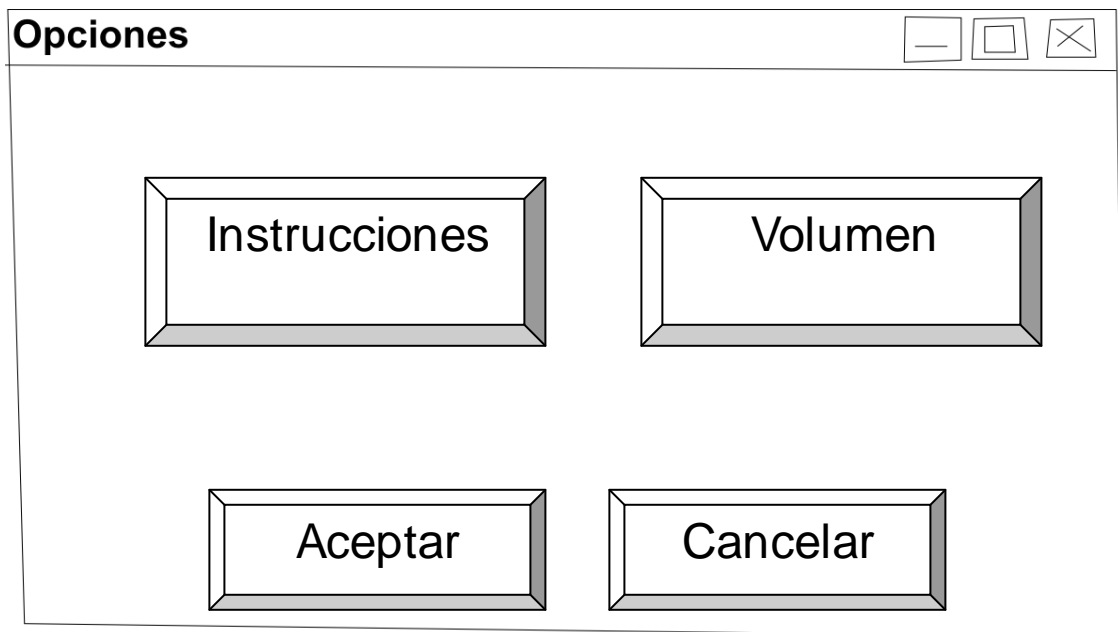 Opciones
Instrucciones
Volumen
Aceptar
Cancelar